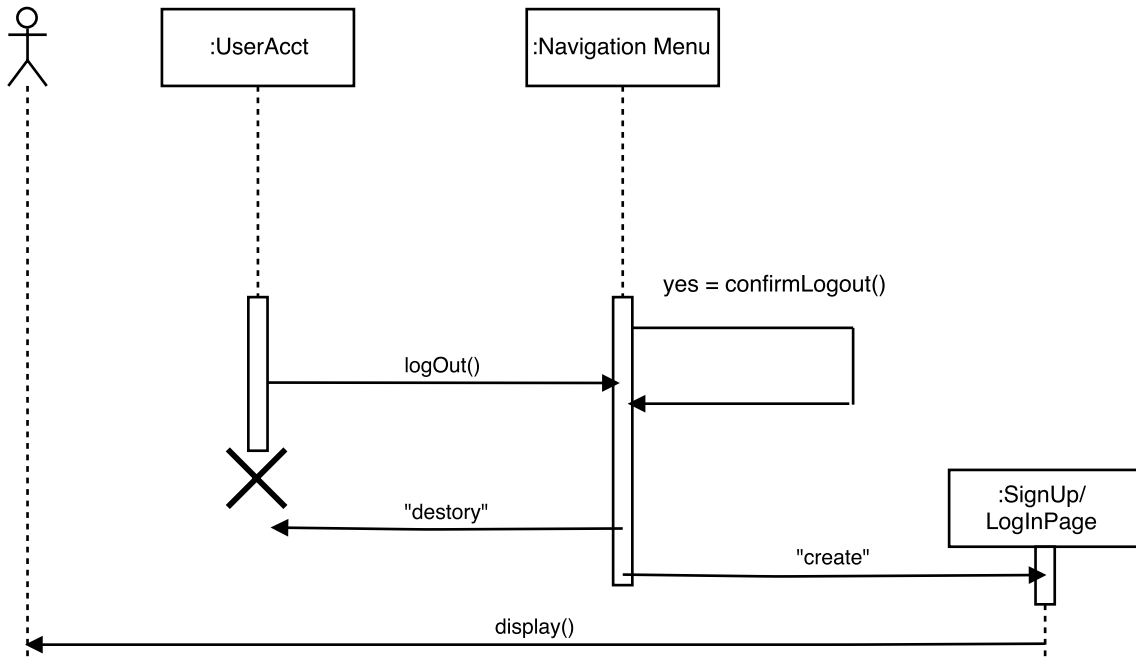 :UserAcct
:Navigation Menu
yes = confirmLogout()
logOut()
:SignUp/
LogInPage
"destory"
"create"
display()